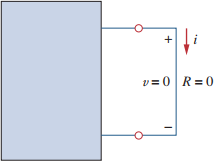 +
i
v = 0
R = 0
−